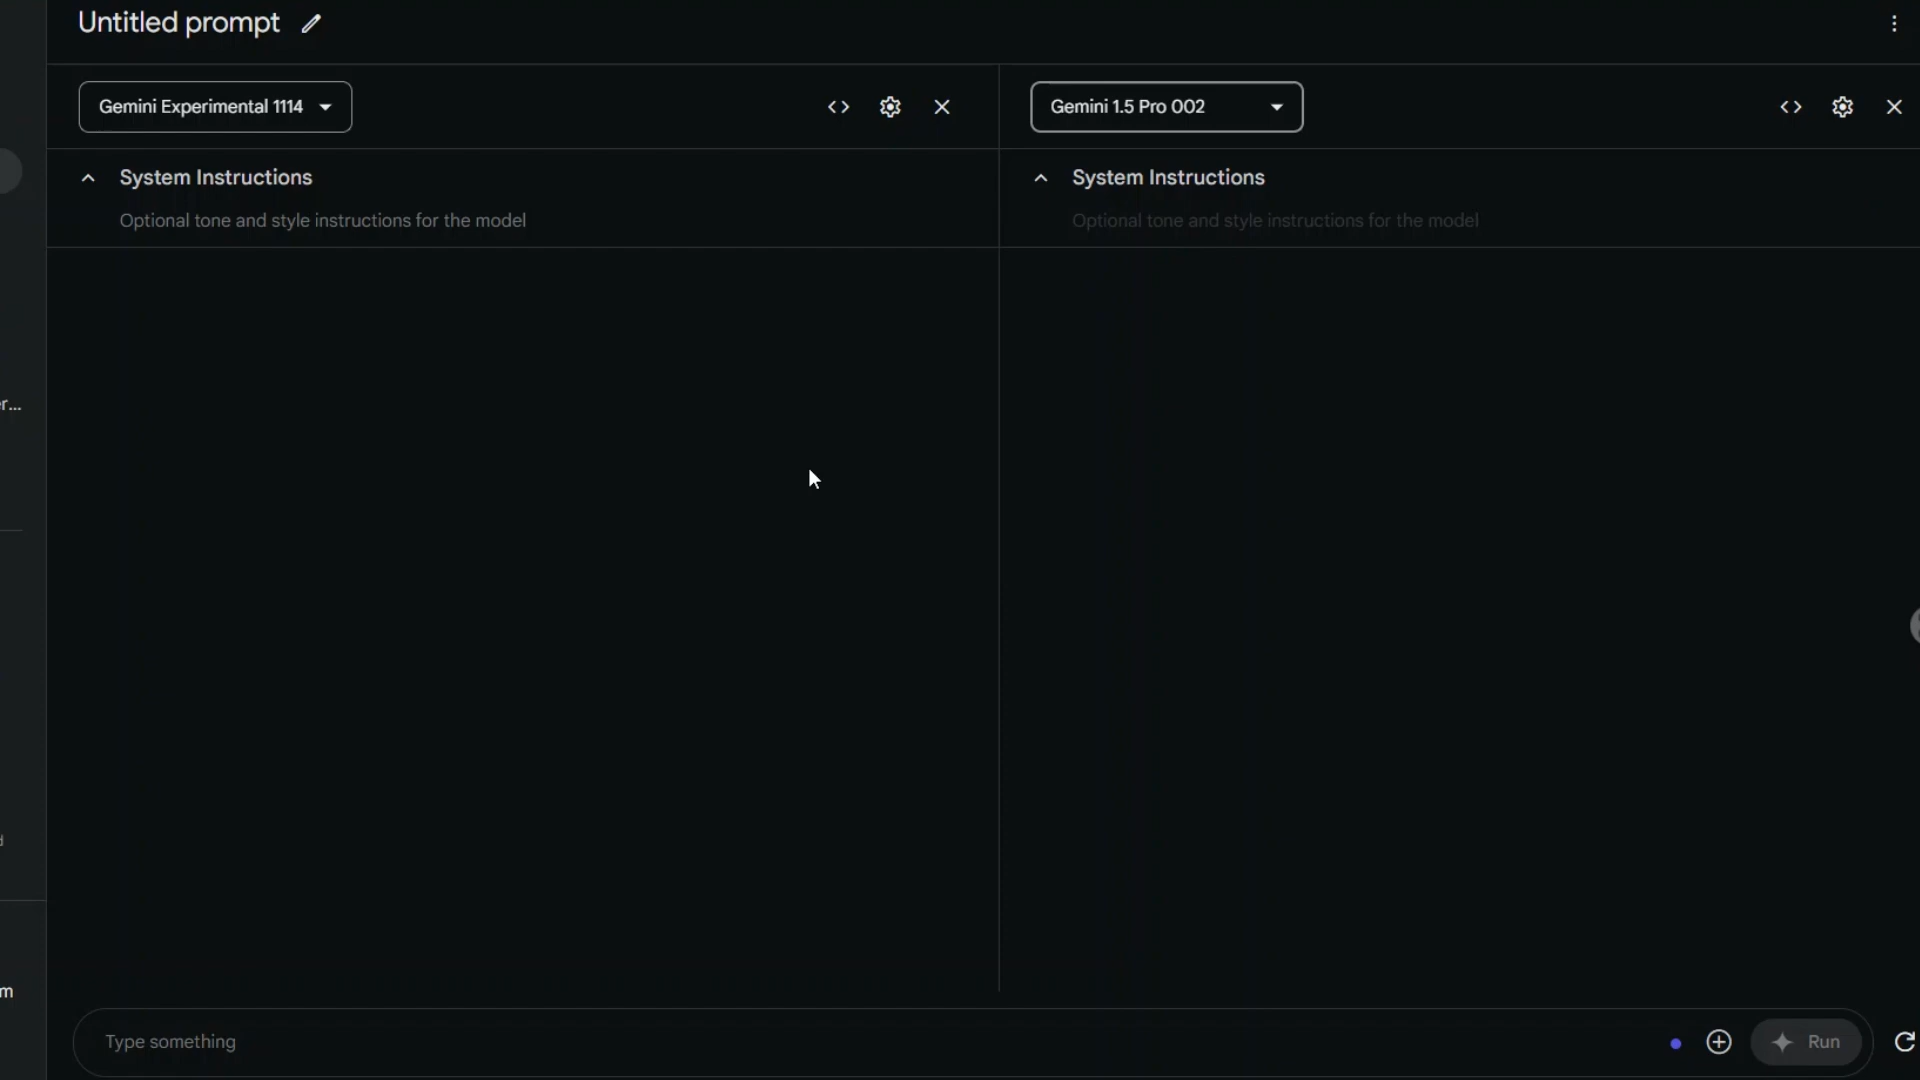 Untitled prompt
Gemini Experimental 1114
Gemini 1.5 Pro 002
System Instructions
Optional tone and style instructions for the model
System Instructions
Optional tone and style instructions for the model
r...
m
Type something
Run